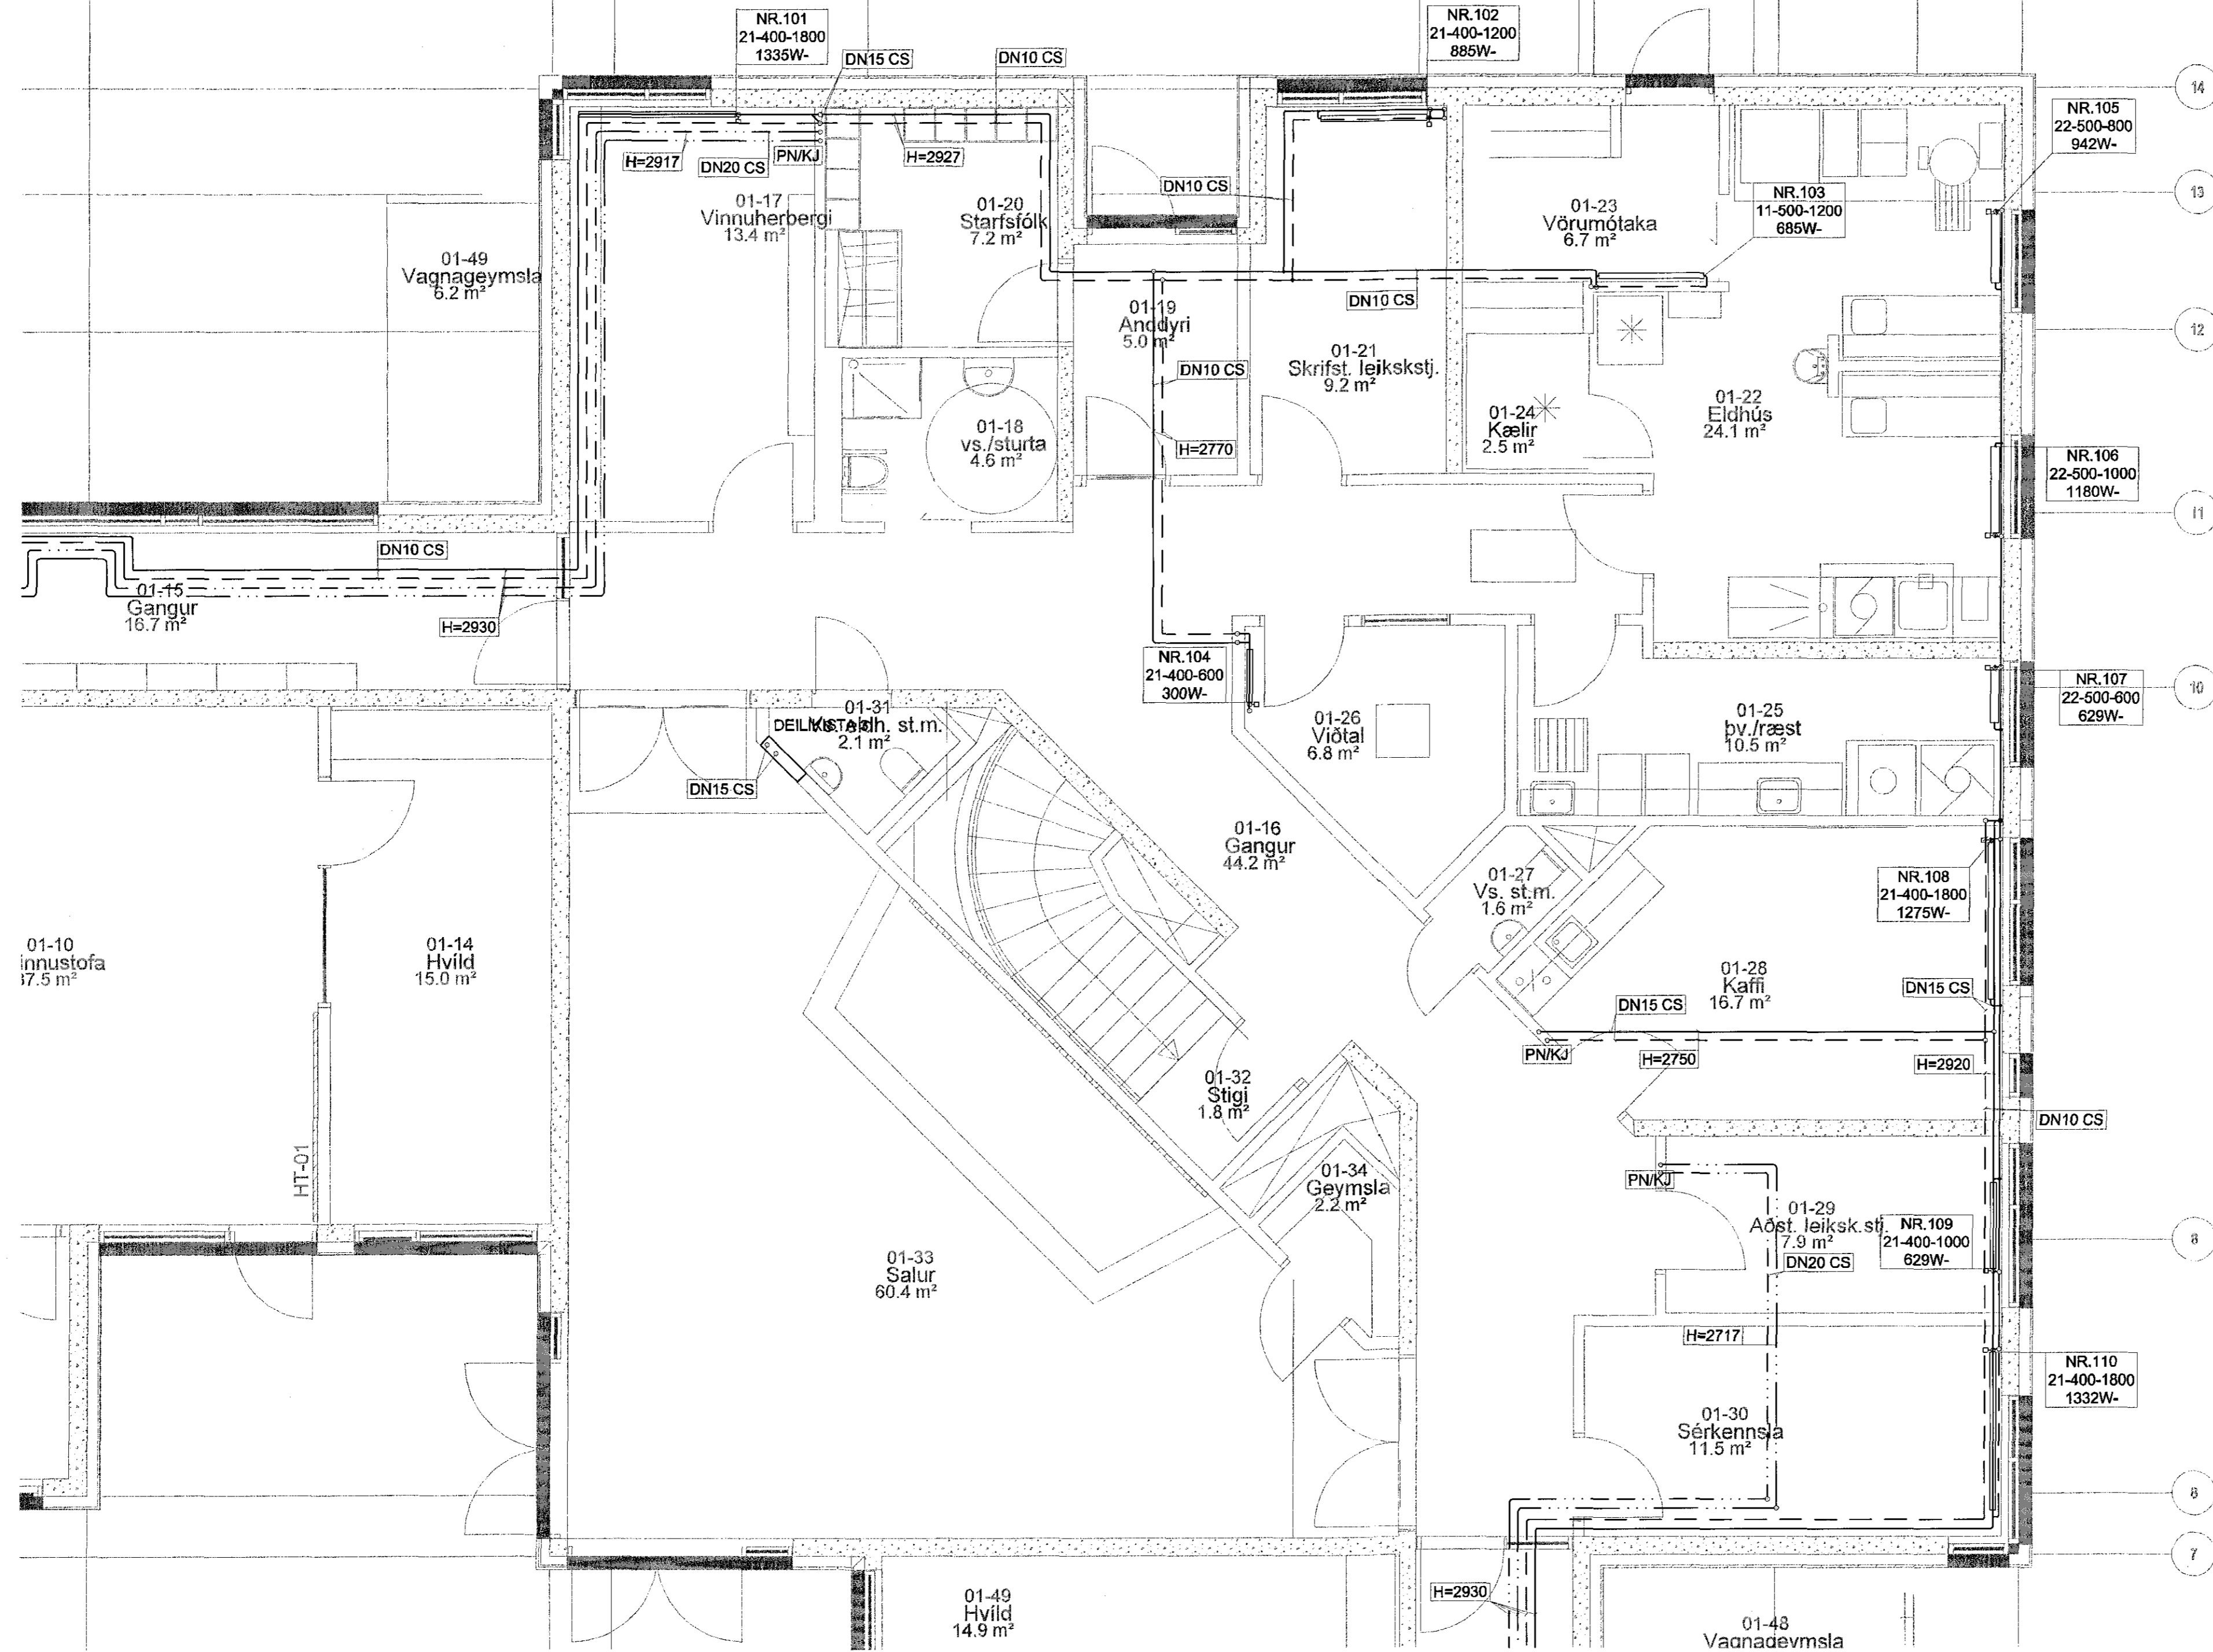 NR.101
21-400-1800
1335W-
DN15 CS
DN10 CS
NR.102
21-400-1200
885W-
14
NR.105
22-500-800
942W-
H=2917
DN20 CS
PN/KJ
H=2927
DN10 CS
NR.103
11-500-1200
685W-
13
01-17
Vinnuherbergi
13.4 m²
01-20
Starfsfólk
7.2 m²
01-23
Vörumótaka
6.7 m²
01-49
Vagnageymsla
6.2 m²
DN10 CS
01-19
Anddyri
5.0 m²
12
01-21
Skrifst. leikskstj.
9.2 m²
DN10 CS
01-22
Eldhús
24.1 m²
01-24
Kælir
2.5 m²
01-18
vs./sturta
4.6 m²
H=2770
NR.106
22-500-1000
1180W-
11
DN10 CS
01-15
Gangur
16.7 m²
H=2930
NR.104
21-400-600
300W-
NR.107
22-500-600
629W-
10
01-31
DEILIKISTA
st.m.
2.1 m²
DN15 CS
01-26
Viðtal
6.8 m²
01-25
þv./ræst
10.5 m²
01-16
Gangur
44.2 m²
01-27
Vs. st.m.
1.6 m²
NR.108
21-400-1800
1275W-
01-10
innustofa
37.5 m²
01-14
Hvíld
15.0 m²
01-28
Kaffi
16.7 m²
DN15 CS
DN15 CS
PN/KJ
H=2750
H=2920
01-32
Stigi
1.8 m²
DN10 CS
HT-01
01-34
Geymsla
2.2 m²
PN/KJ
01-29
Aðst. leiksk.stj.
7.9 m²
NR.109
21-400-1000
629W-
8
DN20 CS
01-33
Salur
60.4 m²
H=2717
NR.110
21-400-1800
1332W-
01-30
Sérkennsla
11.5 m²
8
7
H=2930
01-49
Hvíld
14.9 m²
01-48
Vagnageymsla